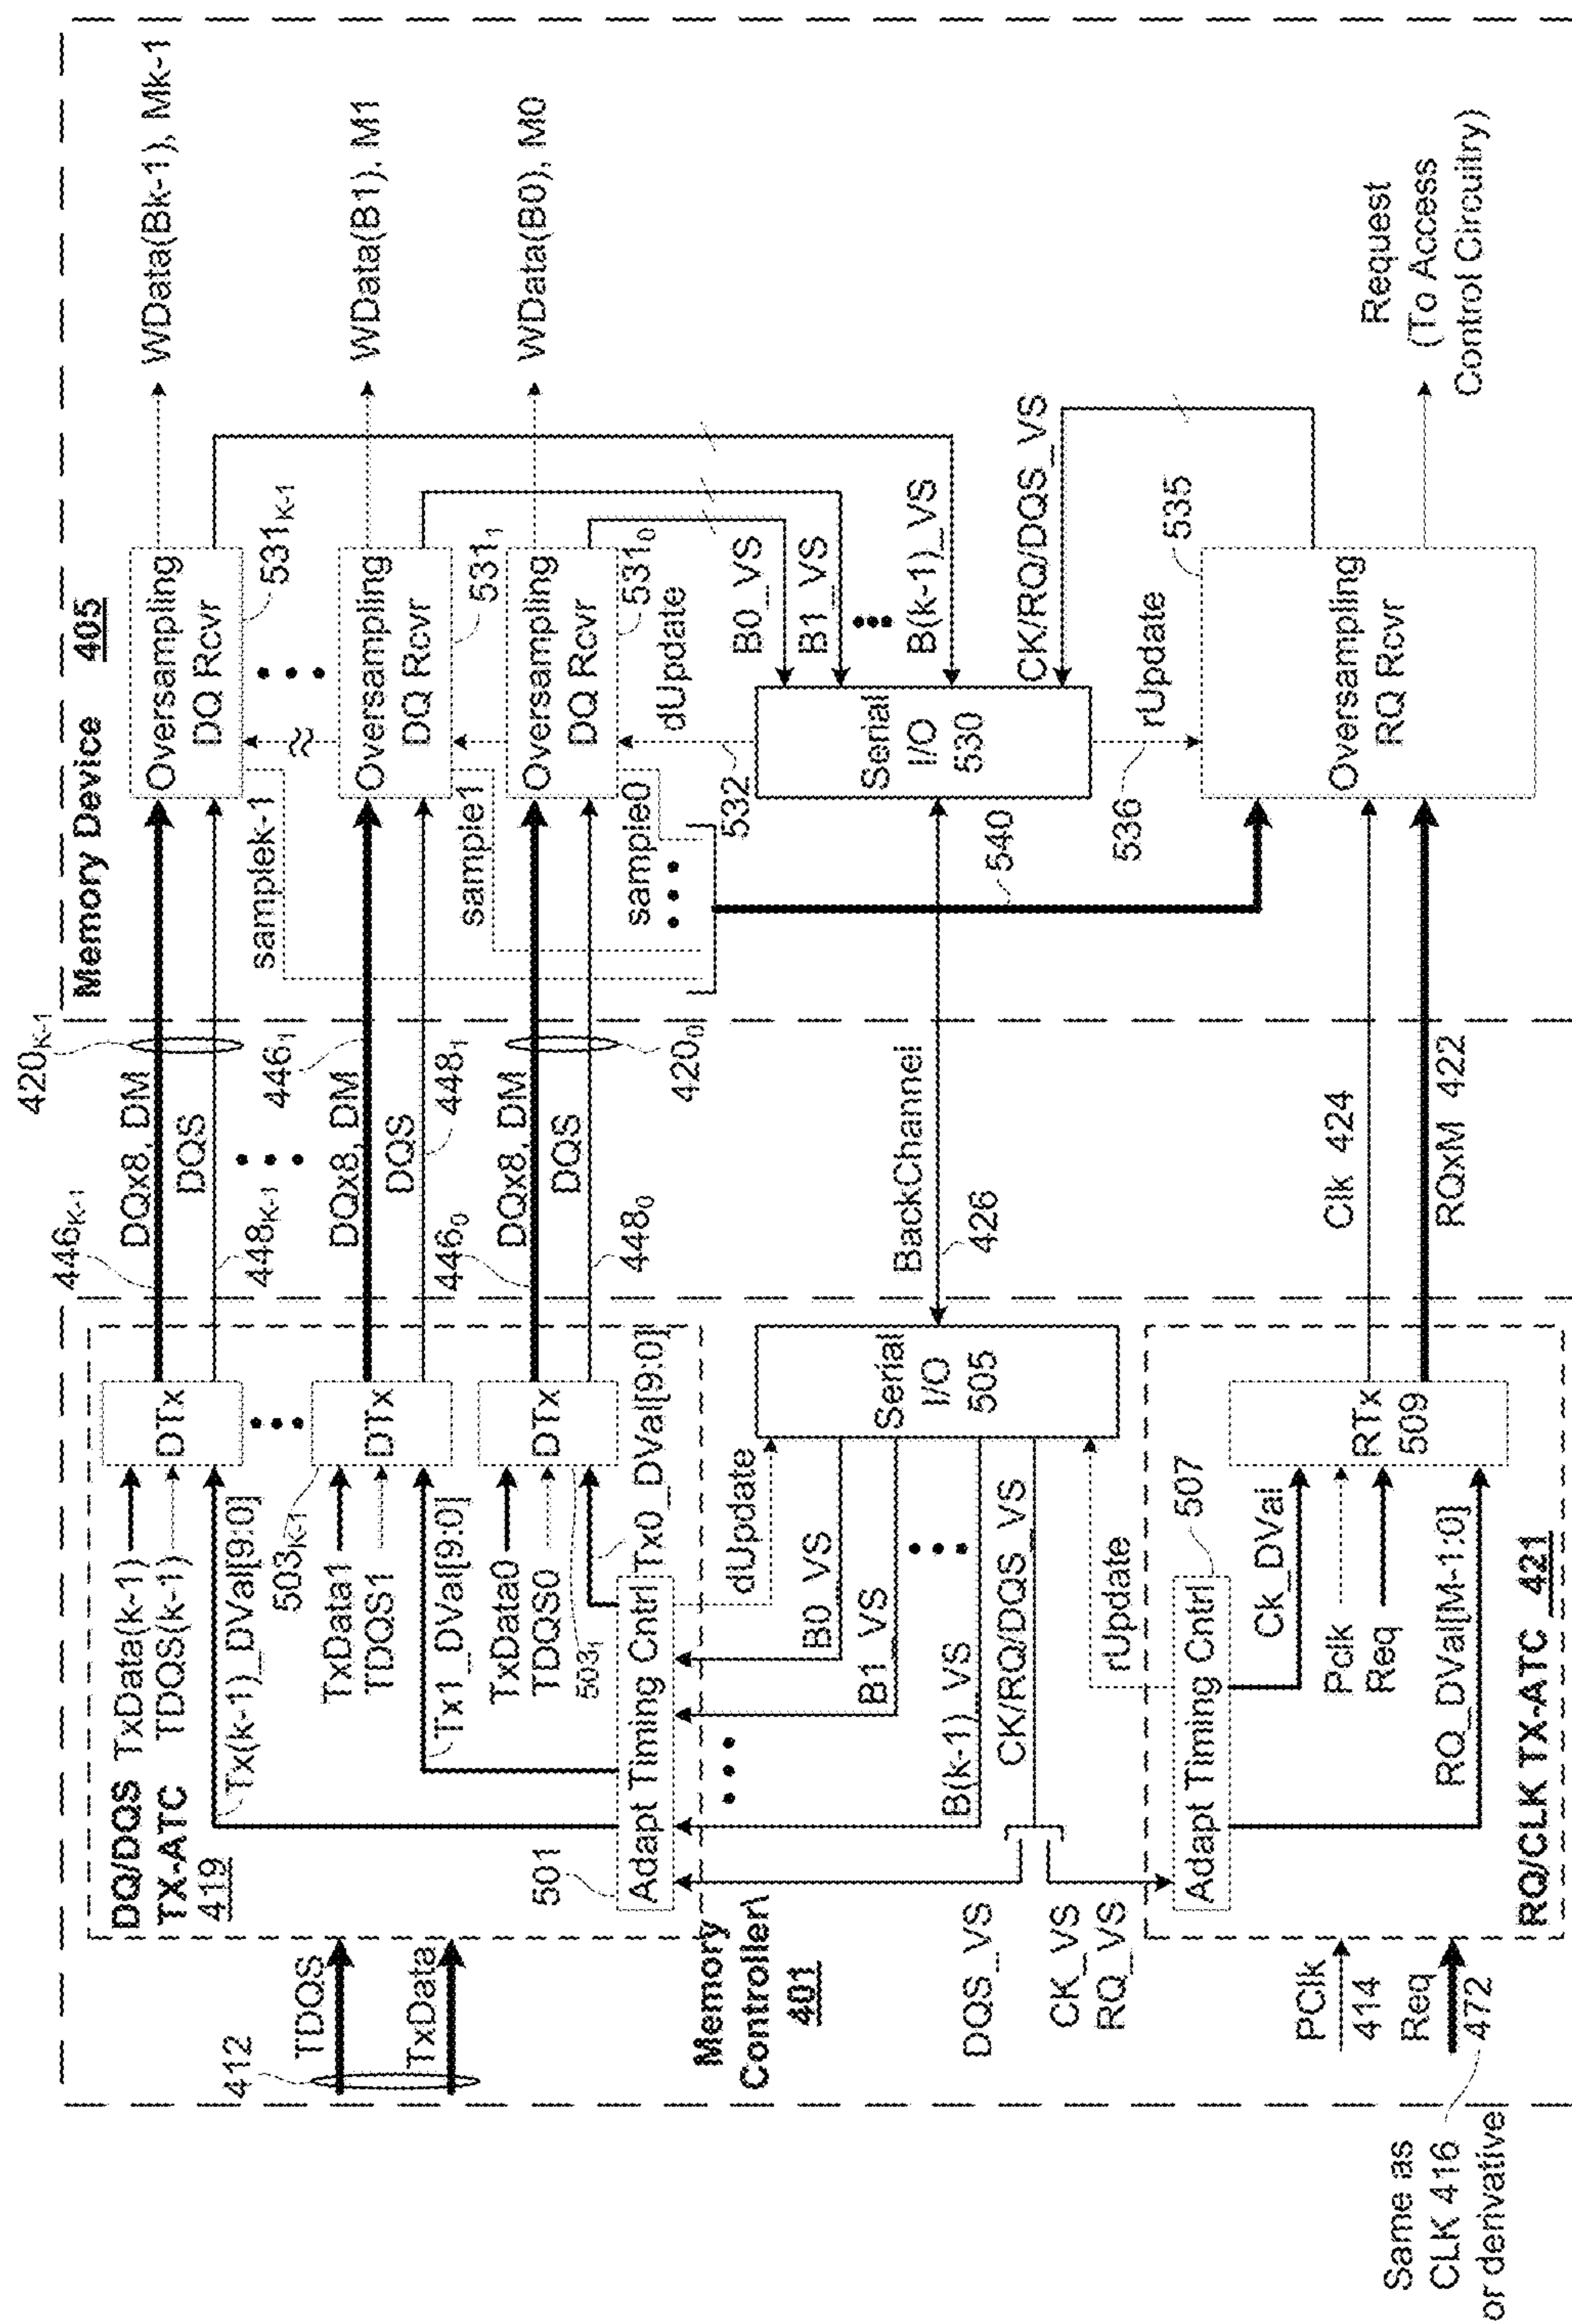 Memory Device 405
WData(Bk-1), Mk-1
WData(B1), M1
WData(B0), M0
Oversampling
DQ Rcvr
531K-1
Oversampling
DQ Rcvr
531₁
Oversampling
DQ Rcvr
531₀
samplek-1
sample1
sample0
dUpdate
532
B0_VS
B1_VS
B(k-1)_VS
CK/RQ/DQS_VS
Serial
I/O
530
540
536
rUpdate
535
Oversampling
RQ Rcvr
Request
(To Access
Control Circuitry)
420K-1
446K-1
DQx8, DM
DQS
448K-1
446₁
DQx8, DM
DQS
448₁
446₀
DQx8, DM
DQS
448₀
420₀
BackChannel
426
Clk 424
RQxM 422
DQ/DQS
TX-ATC
419
TxData(k-1)
TDQS(k-1)
Tx(k-1)_DVal[9:0]
DTx
503K-1
TxData1
TDQS1
Tx1_DVal[9:0]
DTx
TxData0
TDQS0
503₁
DTx
Tx0_DVal[9:0]
501
Adapt Timing Cntrl
dUpdate
B0_VS
B1_VS
B(k-1)_VS
CK/RQ/DQS_VS
Serial
I/O
505
rUpdate
412
TDQS
TxData
Memory
Controller\
401
DQS_VS
CK_VS
RQ_VS
507
Adapt Timing Cntrl
Ck_DVal
Pclk
Req
RQ_DVal[M-1:0]
RTx
509
RQ/CLK TX-ATC 421
PClk
414
Req
472
Same as
CLK 416
or derivative